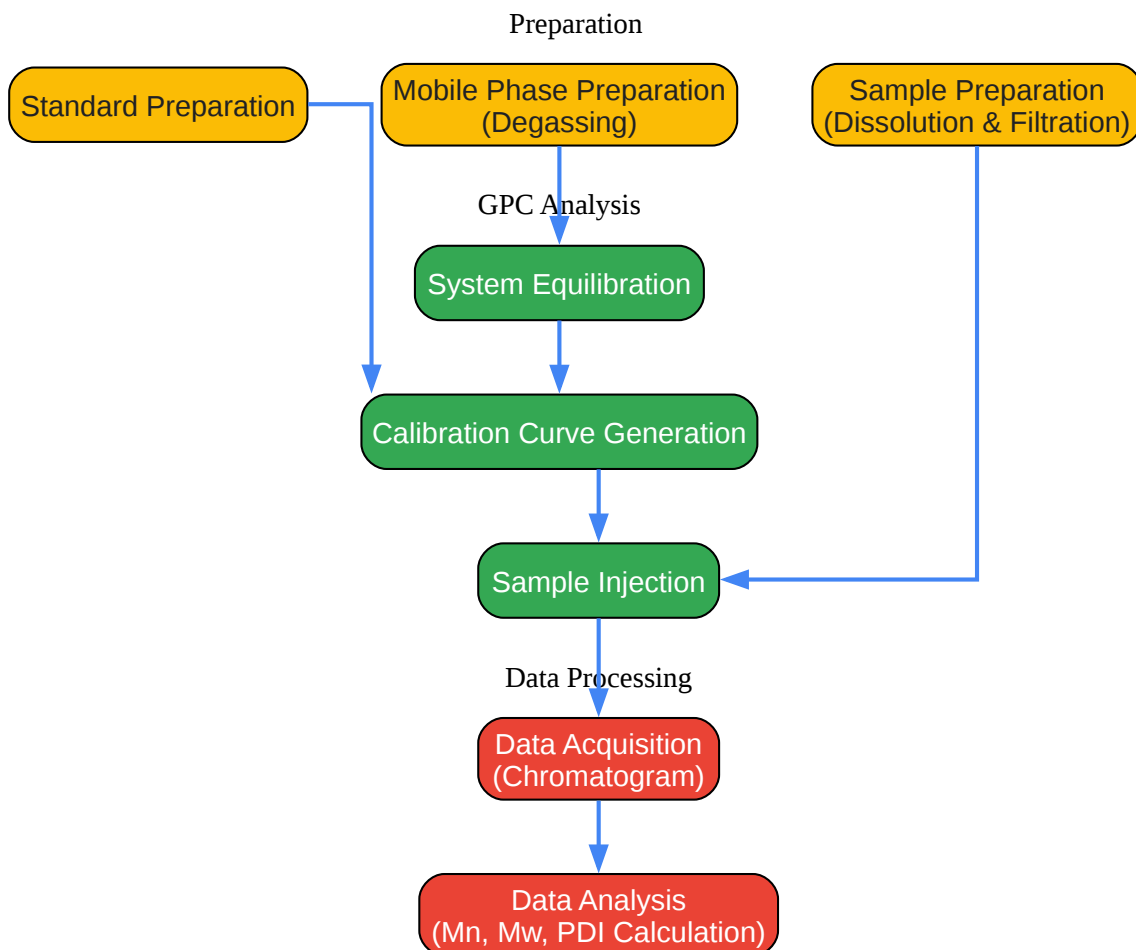 Preparation
Standard Preparation
Mobile Phase Preparation
(Degassing)
Sample Preparation
(Dissolution & Filtration)
GPC Analysis
System Equilibration
Calibration Curve Generation
Sample Injection
Data Processing
Data Acquisition
(Chromatogram)
Data Analysis
(Mn, Mw, PDI Calculation)